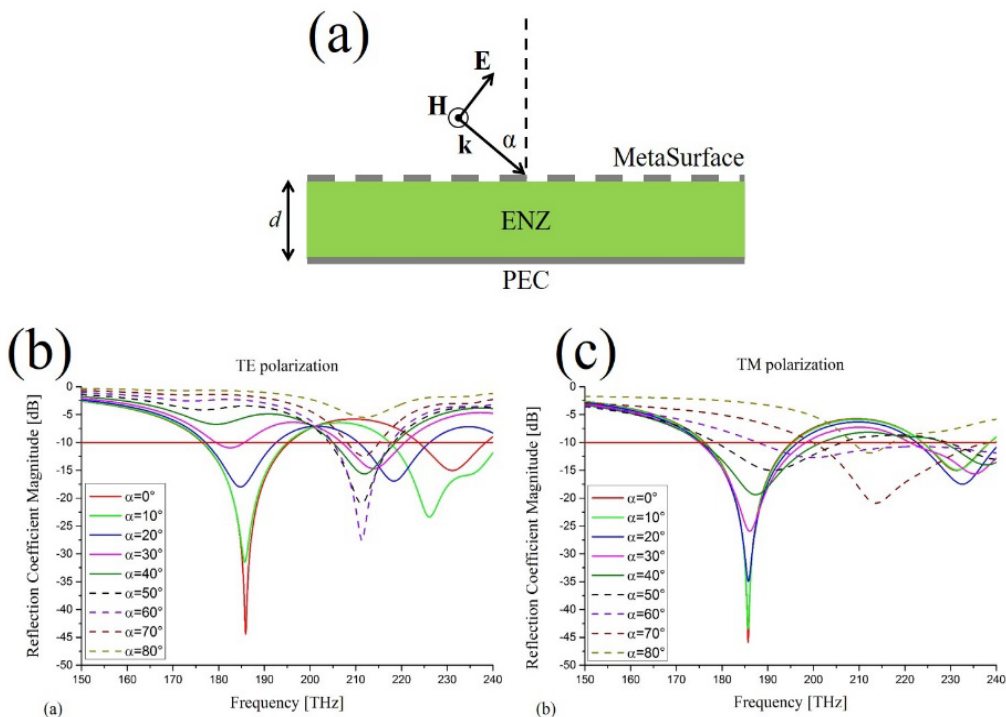 (a)
E
H
k
α
MetaSurface
d
ENZ
PEC
(b)
TE polarization
Reflection Coefficient Magnitude [dB]
0
-5
-10
-15
-20
-25
-30
-35
-40
-45
-50
α=0°
α=10°
α=20°
α=30°
α=40°
α=50°
α=60°
α=70°
α=80°
150 160 170 180 190 200 210 220 230 240
Frequency [THz]
(a)
(c)
TM polarization
Reflection Coefficient Magnitude [dB]
0
-5
-10
-15
-20
-25
-30
-35
-40
-45
-50
α=0°
α=10°
α=20°
α=30°
α=40°
α=50°
α=60°
α=70°
α=80°
150 160 170 180 190 200 210 220 230 240
Frequency [THz]
(b)